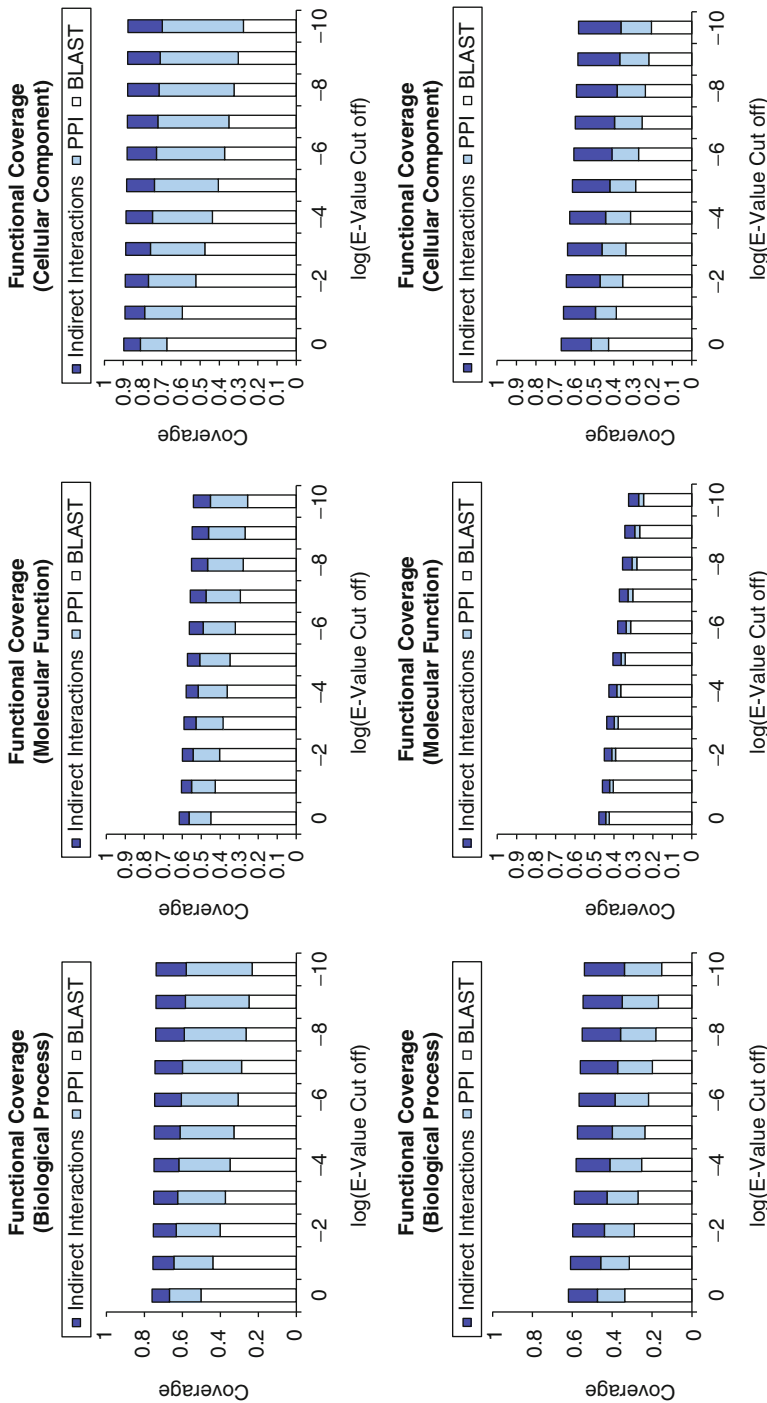 Functional Coverage
(Biological Process)
Indirect Interactions PPI BLAST
Coverage
1
0.8
0.6
0.4
0.2
0
0 -2 -4 -6 -8 -10
log(E-Value Cut off)
Functional Coverage
(Molecular Function)
Indirect Interactions PPI BLAST
Coverage
1
0.9
0.8
0.7
0.6
0.5
0.4
0.3
0.2
0.1
0
0 -2 -4 -6 -8 -10
log(E-Value Cut off)
Functional Coverage
(Cellular Component)
Indirect Interactions PPI BLAST
Coverage
1
0.9
0.8
0.7
0.6
0.5
0.4
0.3
0.2
0.1
0
0 -2 -4 -6 -8 -10
log(E-Value Cut off)
Functional Coverage
(Biological Process)
Indirect Interactions PPI BLAST
Coverage
1
0.8
0.6
0.4
0.2
0
0 -2 -4 -6 -8 -10
log(E-Value Cut off)
Functional Coverage
(Molecular Function)
Indirect Interactions PPI BLAST
Coverage
1
0.9
0.8
0.7
0.6
0.5
0.4
0.3
0.2
0.1
0
0 -2 -4 -6 -8 -10
log(E-Value Cut off)
Functional Coverage
(Cellular Component)
Indirect Interactions PPI BLAST
Coverage
1
0.9
0.8
0.7
0.6
0.5
0.4
0.3
0.2
0.1
0
0 -2 -4 -6 -8 -10
log(E-Value Cut off)